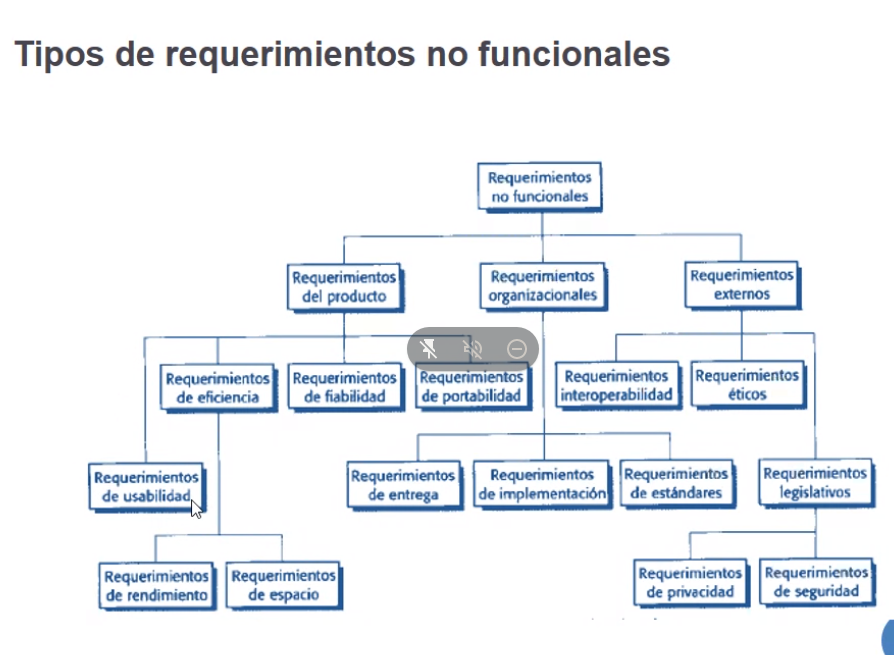 Tipos de requerimientos no funcionales
Requerimientos
no funcionales
Requerimientos
del producto
Requerimientos
organizacionales
Requerimientos
externos
Requerimientos
de eficiencia
Requerimientos
de fiabilidad
Requerimientos
de portabilidad
Requerimientos
interoperabilidad
Requerimientos
éticos
Requerimientos
de usabilidad
Requerimientos
de entrega
Requerimientos
de implementación
Requerimientos
de estándares
Requerimientos
legislativos
Requerimientos
de rendimiento
Requerimientos
de espacio
Requerimientos
de privacidad
Requerimientos
de seguridad